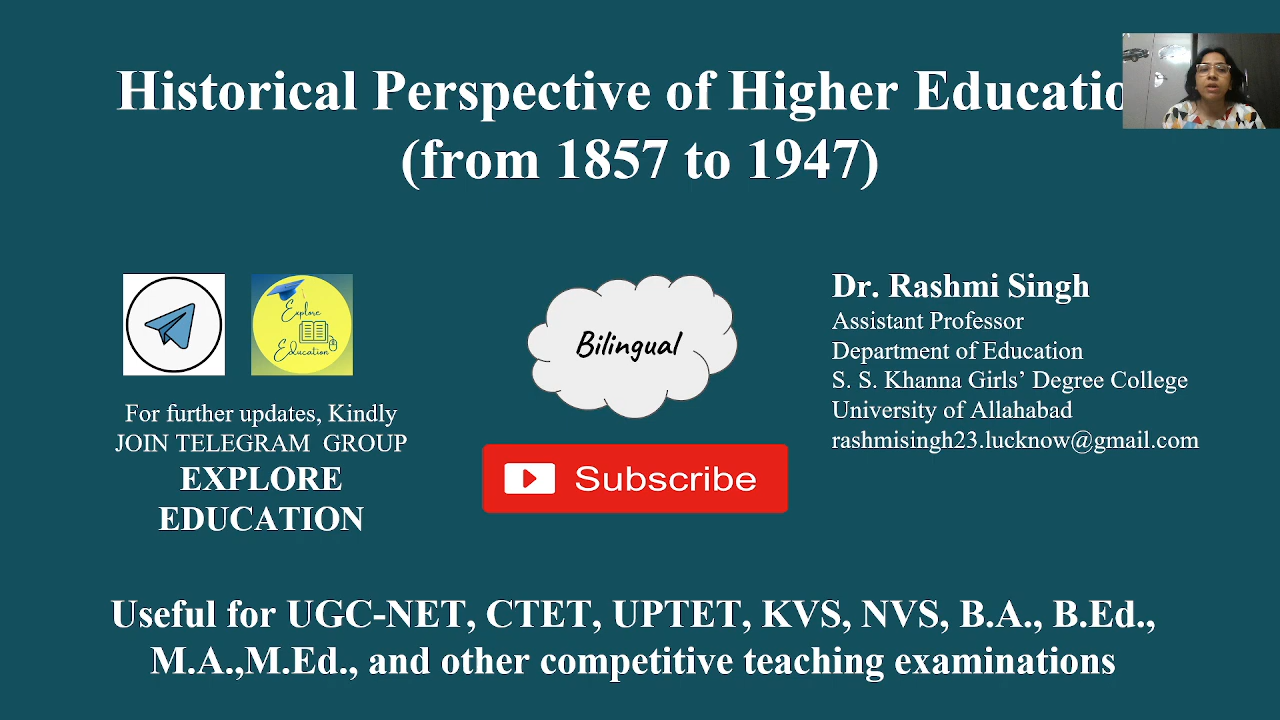 Historical Perspective of Higher Educatio
(from 1857 to 1947)
Explore
Education
For further updates, Kindly
JOIN TELEGRAM GROUP
EXPLORE
EDUCATION
Bilingual
Subscribe
Dr. Rashmi Singh
Assistant Professor
Department of Education
S. S. Khanna Girls’ Degree College
University of Allahabad
rashmisingh23.lucknow@gmail.com
Useful for UGC-NET, CTET, UPTET, KVS, NVS, B.A., B.Ed.,
M.A.,M.Ed., and other competitive teaching examinations